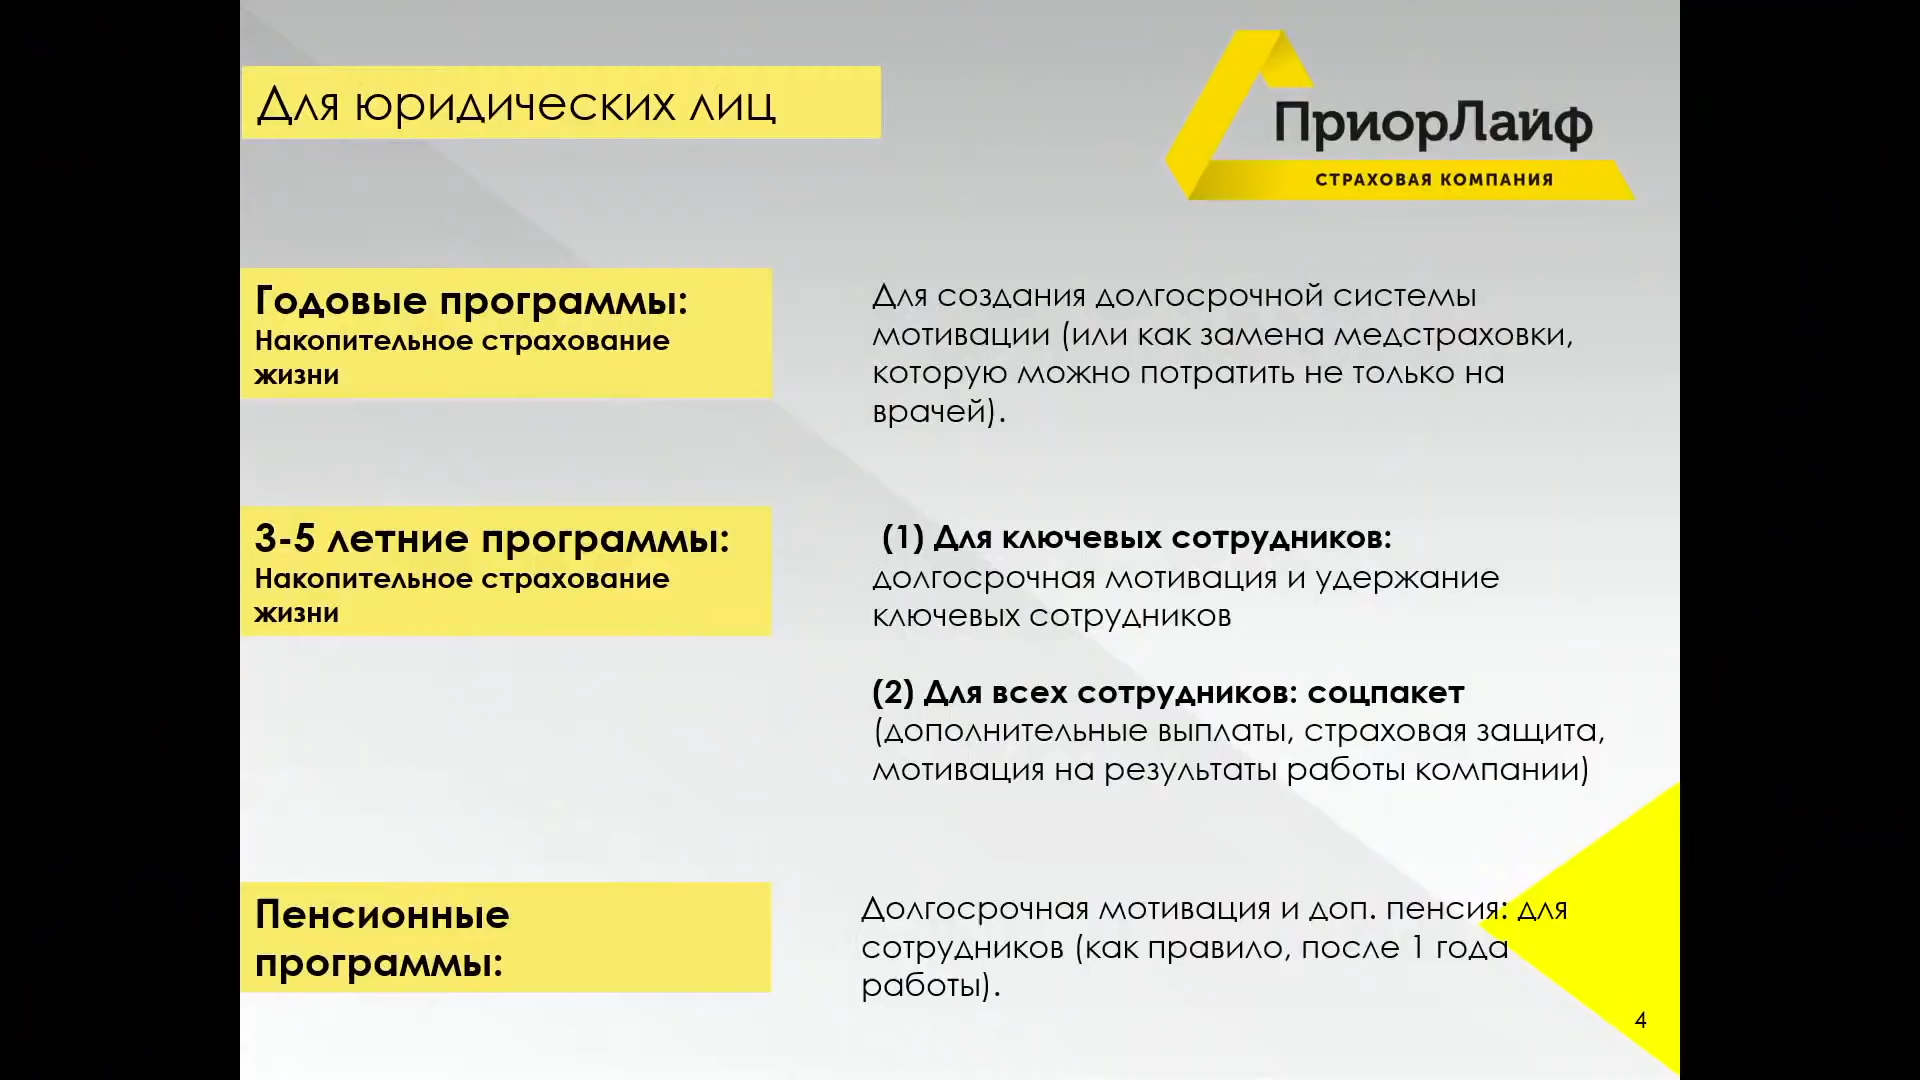 Для юридических лиц
ПриорЛайф
СТРАХОВАЯ КОМПАНИЯ
Годовые программы:
Накопительное страхование
жизни
Для создания долгосрочной системы
мотивации (или как замена медстраховки,
которую можно потратить не только на
врачей).
3-5 летние программы:
Накопительное страхование
жизни
(1) Для ключевых сотрудников:
долгосрочная мотивация и удержание
ключевых сотрудников
(2) Для всех сотрудников: соцпакет
(дополнительные выплаты, страховая защита,
мотивация на результаты работы компании)
Пенсионные
программы:
Долгосрочная мотивация и доп. пенсия: для
сотрудников (как правило, после 1 года
работы).
4